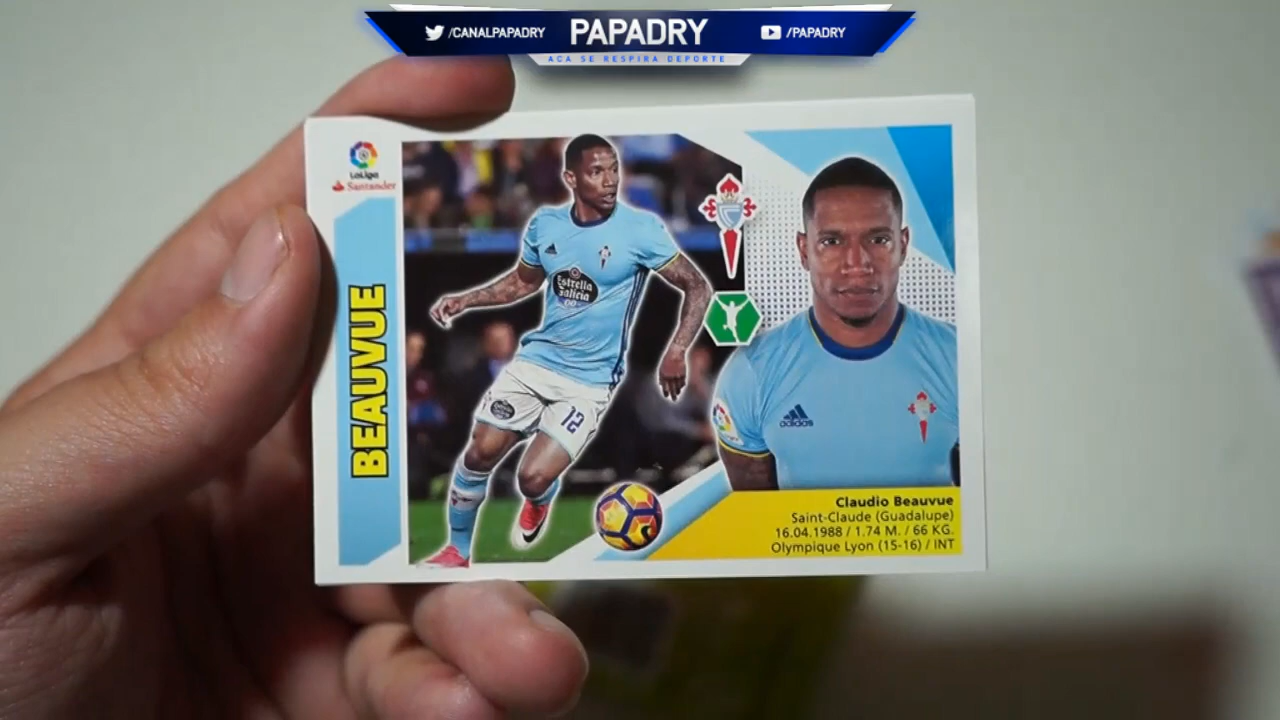 /CANALPAPADRY
PAPADRY
/PAPADRY
ACA SE RESPIRA DEPORTE
LaLiga
Santander
BEAUVUE
Estrella
Galicia
12
adidas
Claudio Beauvue
Saint-Claude (Guadalupe)
16.04.1988 / 1.74 M. / 66 KG.
Olympique Lyon (15-16) / INT